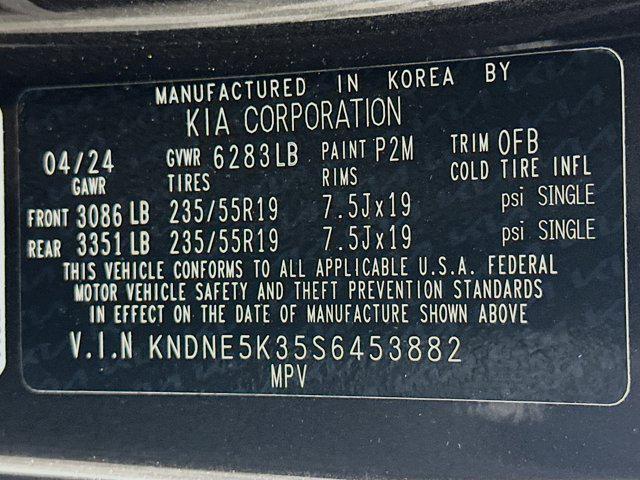 MANUFACTURED IN KOREA BY
KIA CORPORATION
04/24 GVWR 6283LB PAINT P2M TRIM OFB
GAWR TIRES RIMS COLD TIRE INFL
FRONT 3086 LB 235/55R19 7.5Jx19 psi SINGLE
REAR 3351 LB 235/55R19 7.5Jx19 psi SINGLE
THIS VEHICLE CONFORMS TO ALL APPLICABLE U.S.A. FEDERAL
MOTOR VEHICLE SAFETY AND THEFT PREVENTION STANDARDS
IN EFFECT ON THE DATE OF MANUFACTURE SHOWN ABOVE
V.I.N KNDNE5K35S6453882
MPV